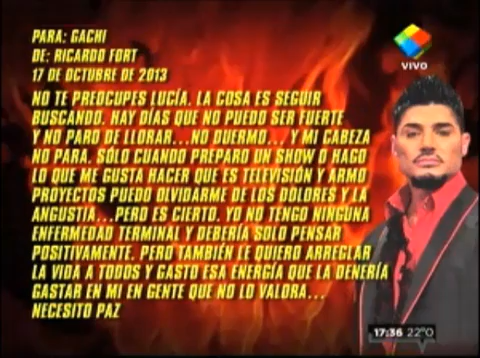 PARA: GACHI
DE: RICARDO FORT
17 DE OCTUBRE DE 2013
NO TE PREOCUPES LUCÍA. LA COSA ES SEGUIR
BUSCANDO. HAY DÍAS QUE NO PUEDO SER FUERTE
Y NO PARO DE LLORAR...NO DUERMO... Y MI CABEZA
NO PARA. SÓLO CUANDO PREPARO UN SHOW O HAGO
LO QUE ME GUSTA HACER QUE ES TELEVISIÓN Y ARMO
PROYECTOS PUEDO OLVIDARME DE LOS DOLORES Y LA
ANGUSTIA...PERO ES CIERTO. YO NO TENGO NINGUNA
ENFERMEDAD TERMINAL Y DEBERÍA SOLO PENSAR
POSITIVAMENTE. PERO TAMBIÉN LE QUIERO ARREGLAR
LA VIDA A TODOS Y GASTO ESA ENERGÍA QUE LA DENERÍA
GASTAR EN MI EN GENTE QUE NO LO VALORA...
NECESITO PAZ
VIVO
17:36 22°